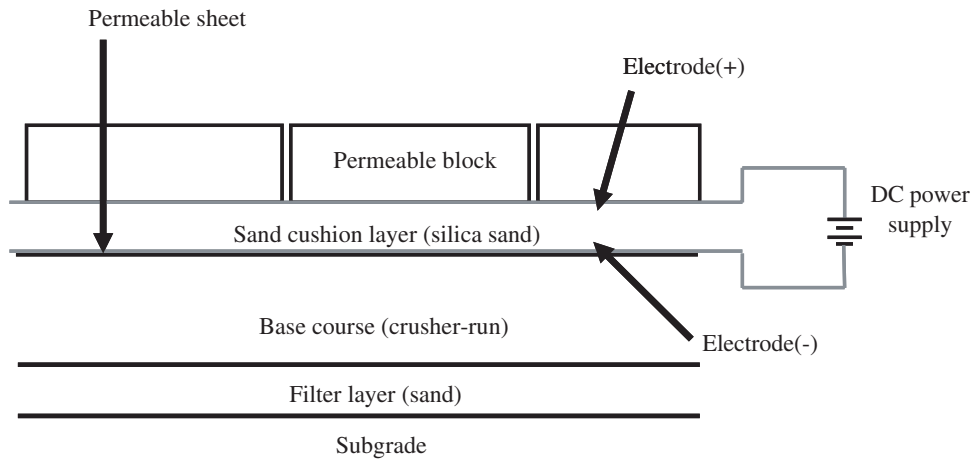 Permeable sheet
Electrode(+)
Permeable block
DC power
supply
Sand cushion layer (silica sand)
Base course (crusher-run)
Electrode(-)
Filter layer (sand)
Subgrade